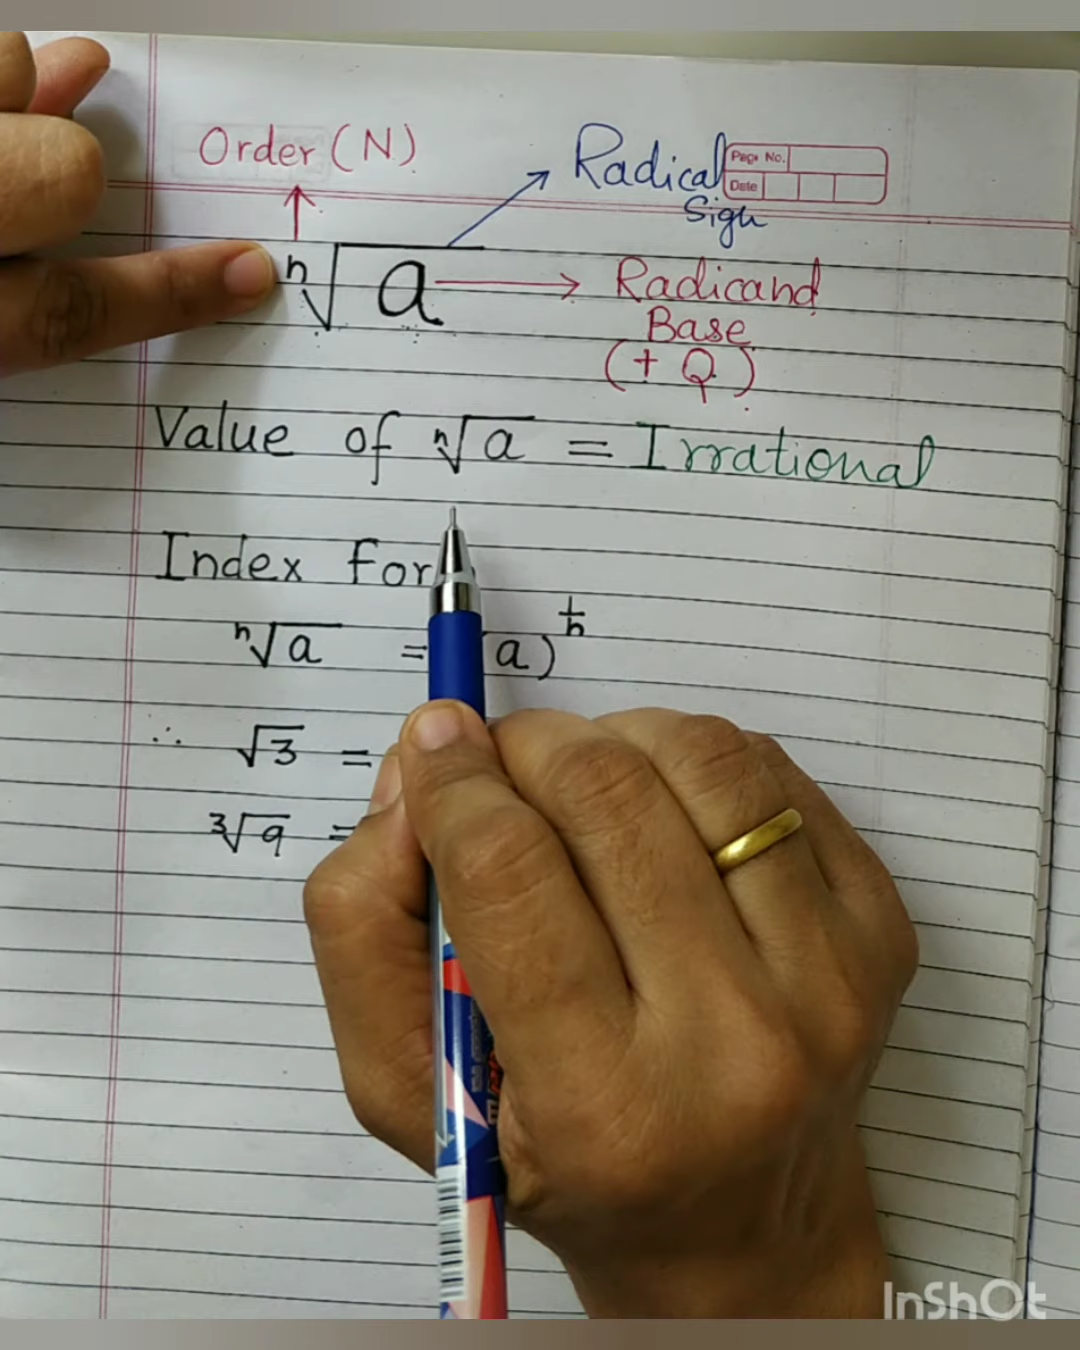 Order (N)
Radical
Sign
Page No.
Date
ⁿ√a → Radicand
Base
(+ Q)
Value of ⁿ√a = Irrational
Index For
ⁿ√a = a)^(1/n)
∴ √3 =
³√9 =
InShOt